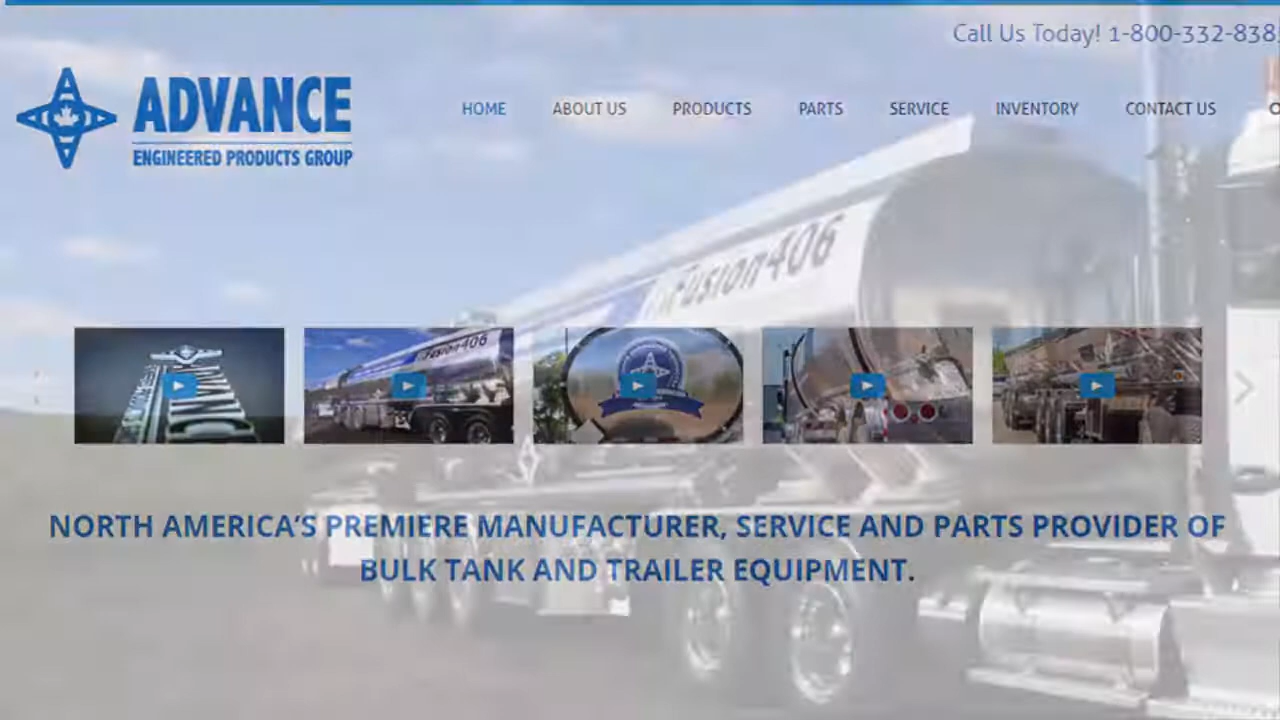 Call Us Today! 1-800-332-838
ADVANCE
ENGINEERED PRODUCTS GROUP
HOME ABOUT US PRODUCTS PARTS SERVICE INVENTORY CONTACT US
Fusion406
Fusion406
NORTH AMERICA'S PREMIERE MANUFACTURER, SERVICE AND PARTS PROVIDER OF
BULK TANK AND TRAILER EQUIPMENT.